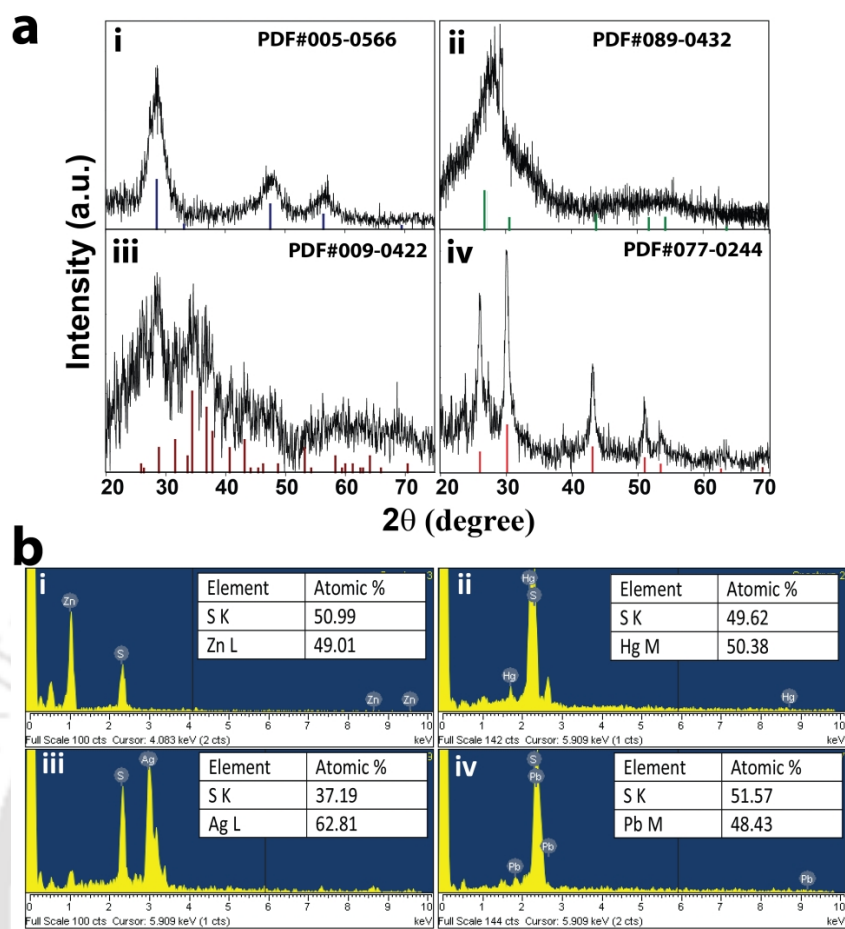 a
i
PDF#005-0566
ii
PDF#089-0432
iii
PDF#009-0422
iv
PDF#077-0244
Intensity (a.u.)
20 30 40 50 60 70
20 30 40 50 60 70
2θ (degree)
b
i
Zn
S
Zn Zn
Element Atomic %
S K 50.99
Zn L 49.01
0 1 2 3 4 5 6 7 8 9 10
Full Scale 100 cts Cursor: 4.083 keV (2 cts) keV
ii
Hg
S
Hg
Hg
Element Atomic %
S K 49.62
Hg M 50.38
0 1 2 3 4 5 6 7 8 9 10
Full Scale 142 cts Cursor: 5.909 keV (1 cts) keV
iii
S
Ag
Element Atomic %
S K 37.19
Ag L 62.81
0 1 2 3 4 5 6 7 8 9 10
Full Scale 100 cts Cursor: 5.909 keV (1 cts) keV
iv
S
Pb
Pb
Pb
Pb
Element Atomic %
S K 51.57
Pb M 48.43
0 1 2 3 4 5 6 7 8 9 10
Full Scale 144 cts Cursor: 5.909 keV (2 cts) keV